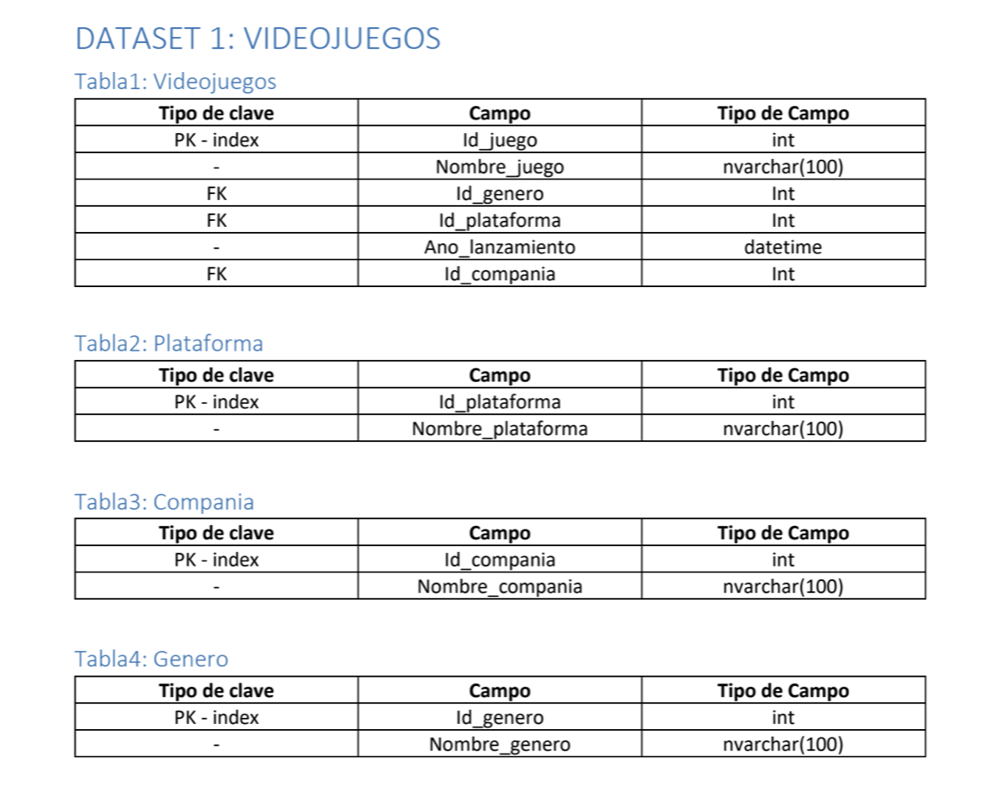 DATASET 1: VIDEOJUEGOS
Tabla1: Videojuegos
Tipo de clave Campo Tipo de Campo
PK - index Id_juego int
- Nombre_juego nvarchar(100)
FK Id_genero Int
FK Id_plataforma Int
- Ano_lanzamiento datetime
FK Id_compania Int
Tabla2: Plataforma
Tipo de clave Campo Tipo de Campo
PK - index Id_plataforma int
- Nombre_plataforma nvarchar(100)
Tabla3: Compania
Tipo de clave Campo Tipo de Campo
PK - index Id_compania int
- Nombre_compania nvarchar(100)
Tabla4: Genero
Tipo de clave Campo Tipo de Campo
PK - index Id_genero int
- Nombre_genero nvarchar(100)